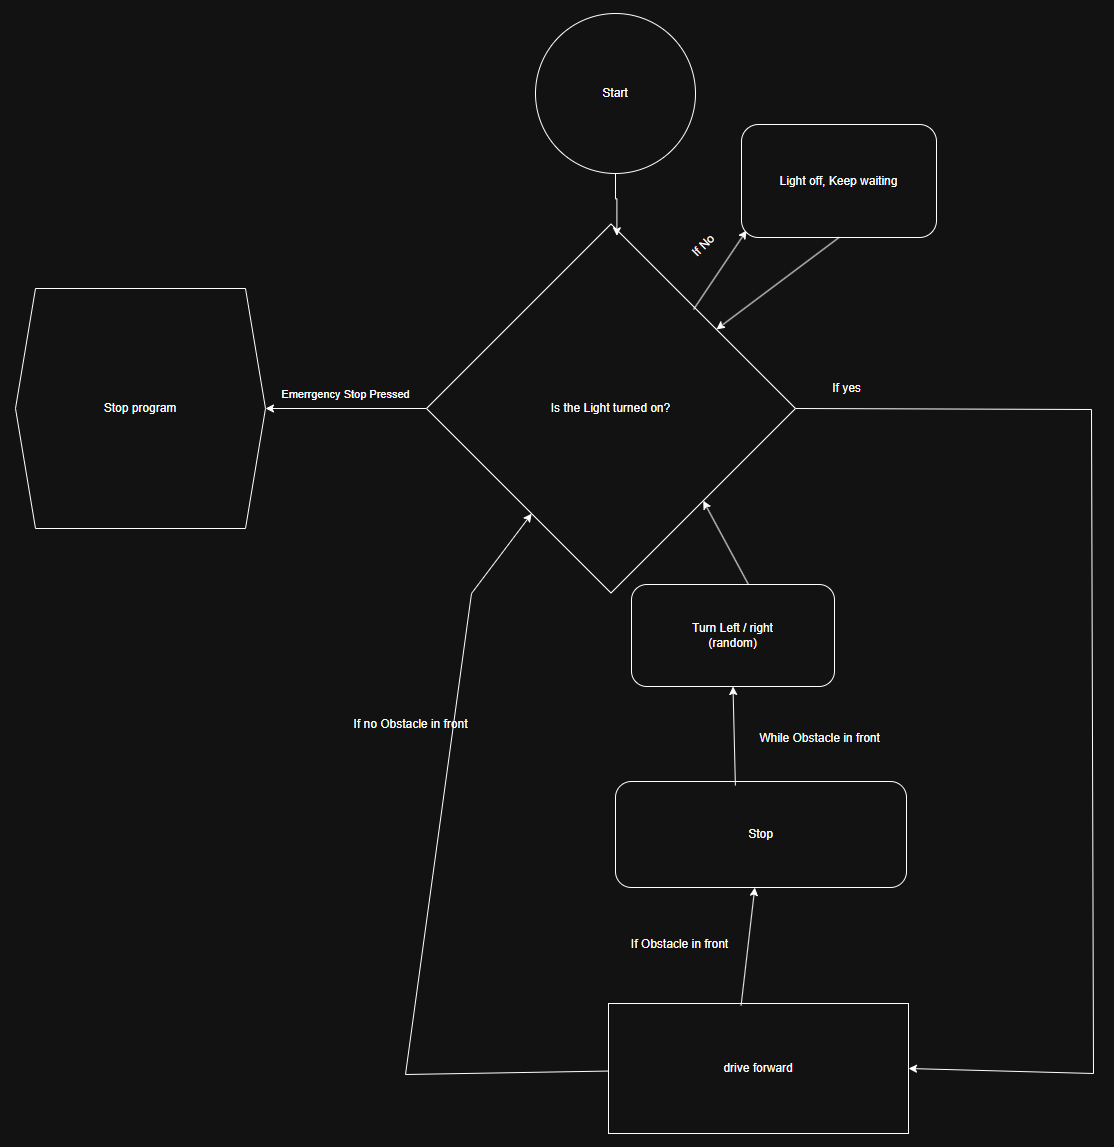 Start
Light off, Keep waiting
If No
If yes
Emerrgency Stop Pressed
Stop program
Is the Light turned on?
Turn Left / right
(random)
If no Obstacle in front
While Obstacle in front
Stop
If Obstacle in front
drive forward